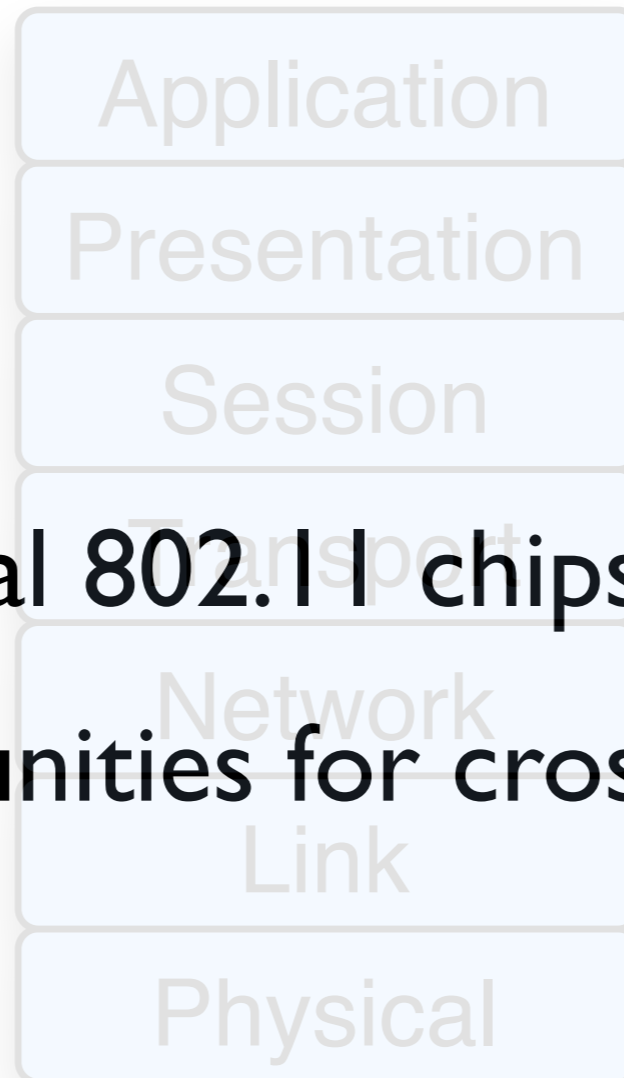 Application
Presentation
Session
Transport
al 802.11 chips
Network
unities for cros
Link
Physical